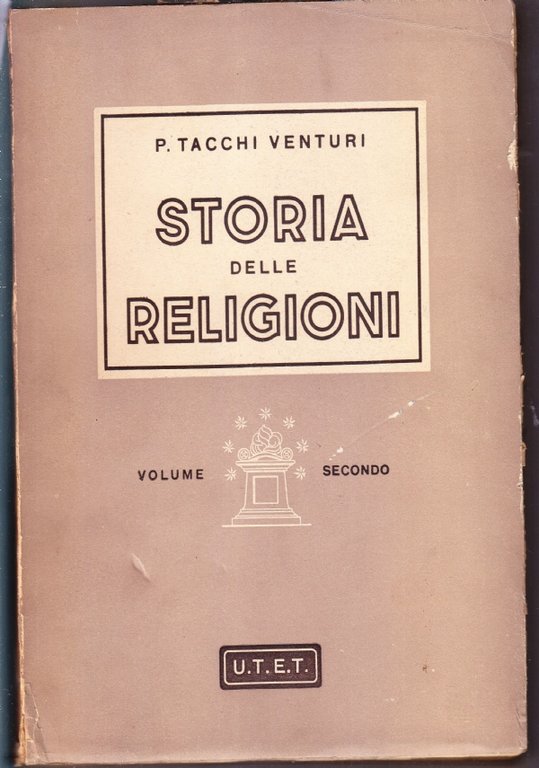 P. TACCHI VENTURI
STORIA
DELLE
RELIGIONI
VOLUME SECONDO
U.T.E.T.